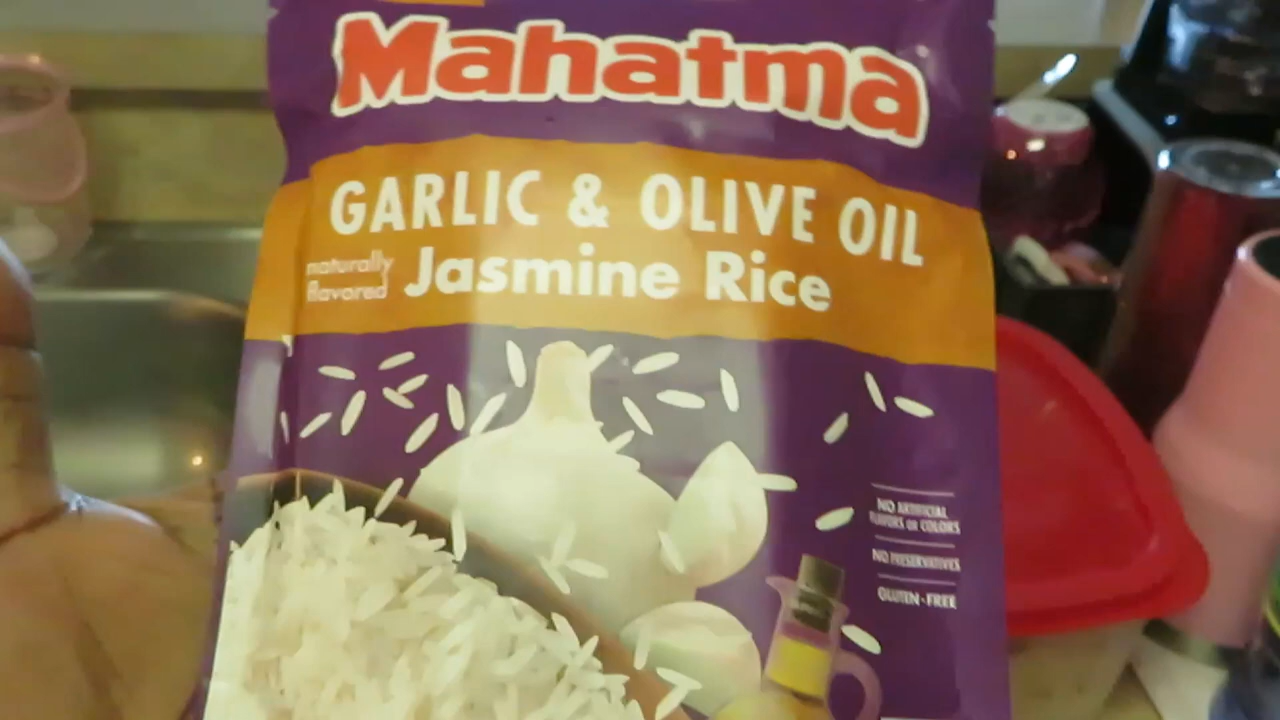 Mahatma
GARLIC & OLIVE OIL
naturally
flavored
Jasmine Rice
NO ARTIFICIAL
FLAVORS OR COLORS
NO PRESERVATIVES
GLUTEN-FREE